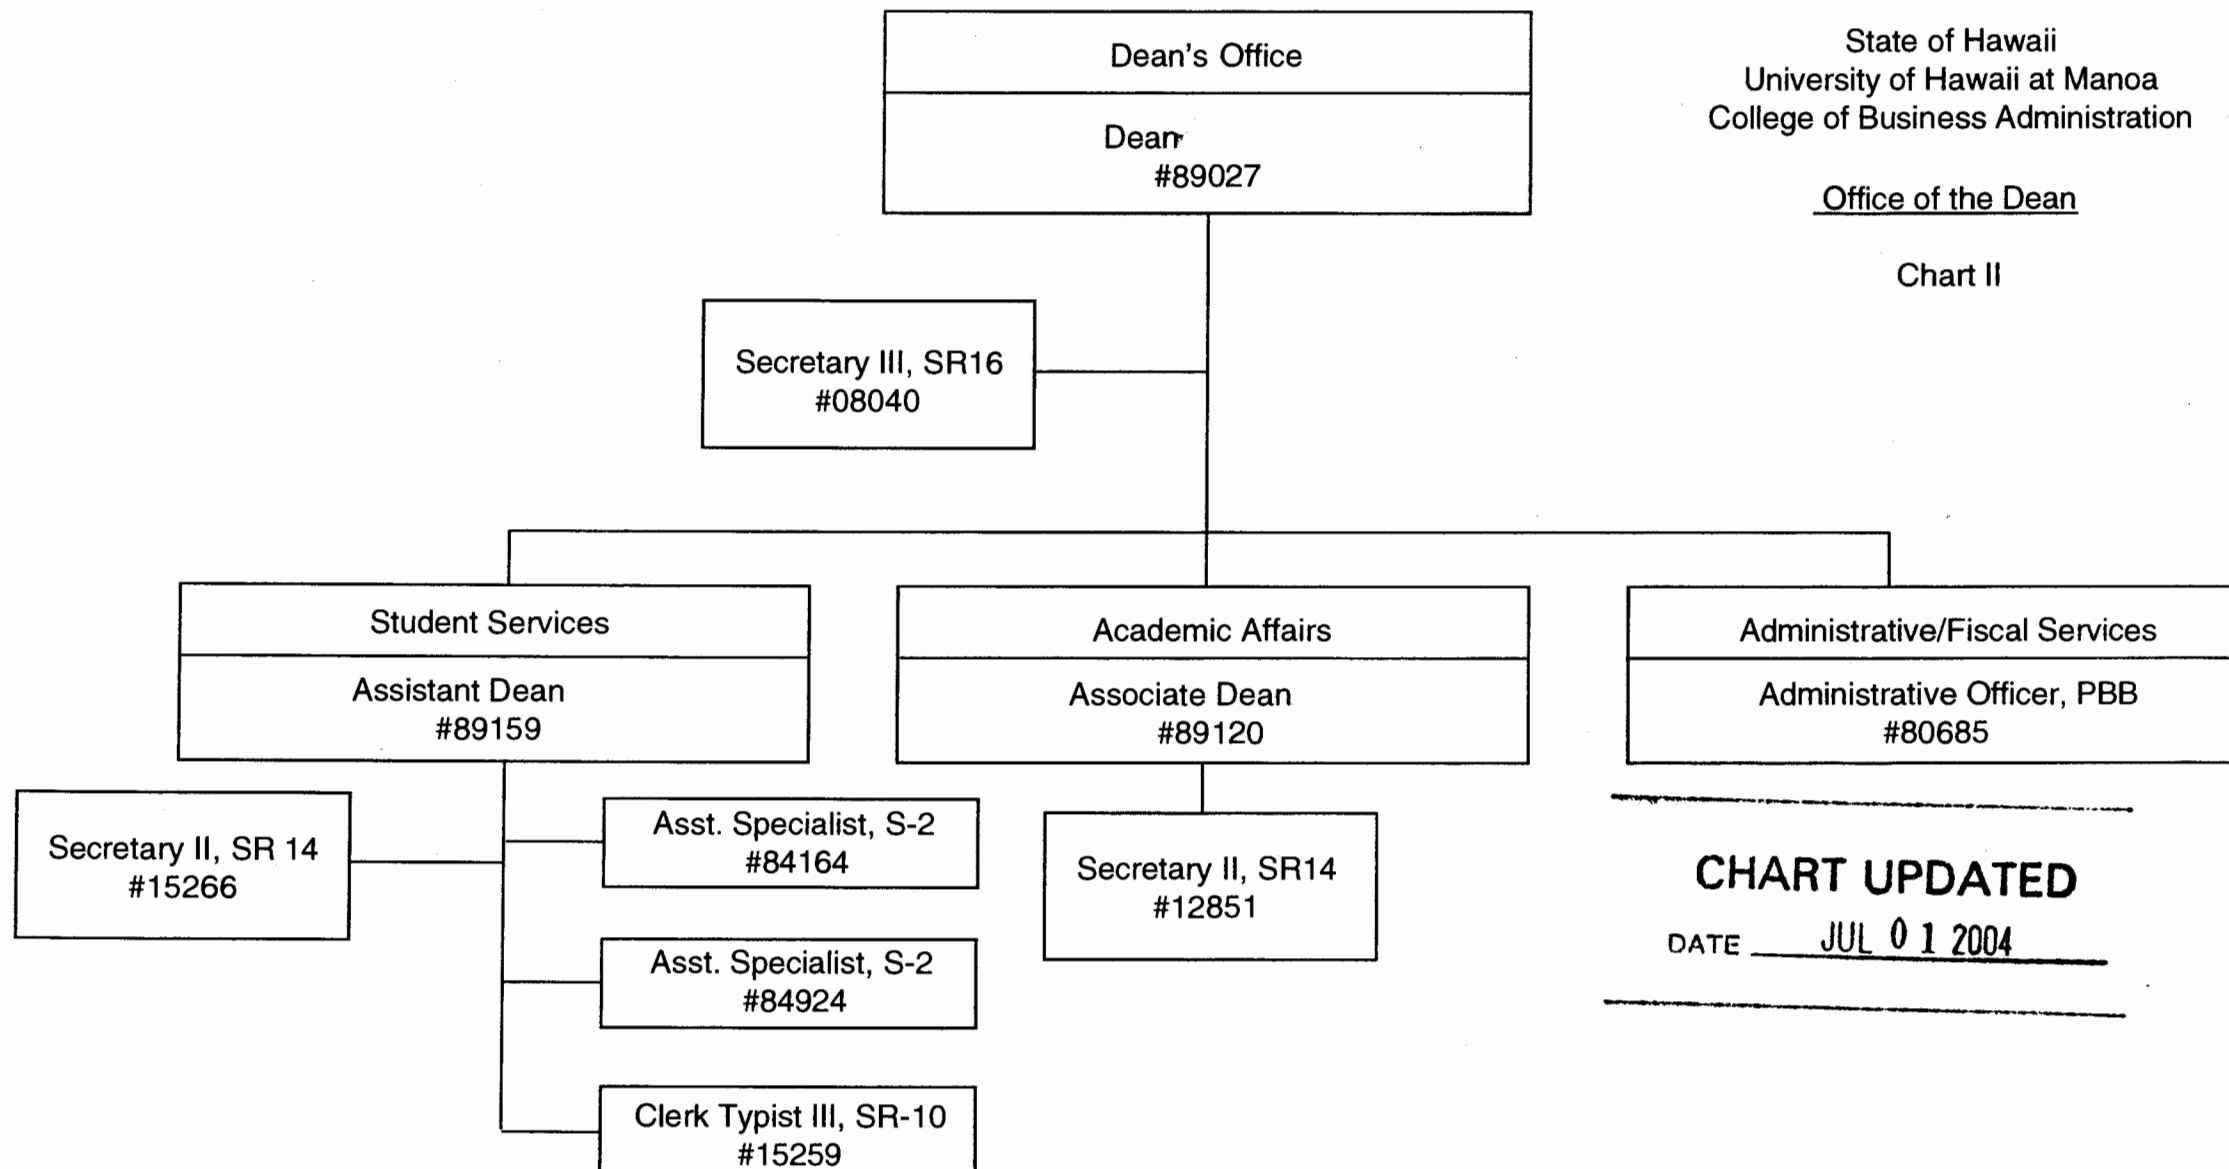 Dean's Office
Dean
#89027
State of Hawaii
University of Hawaii at Manoa
College of Business Administration
Office of the Dean
Chart II
Secretary III, SR16
#08040
Student Services
Assistant Dean
#89159
Academic Affairs
Associate Dean
#89120
Administrative/Fiscal Services
Administrative Officer, PBB
#80685
Secretary II, SR 14
#15266
Asst. Specialist, S-2
#84164
Asst. Specialist, S-2
#84924
Clerk Typist III, SR-10
#15259
Secretary II, SR14
#12851
CHART UPDATED
DATE JUL 01 2004